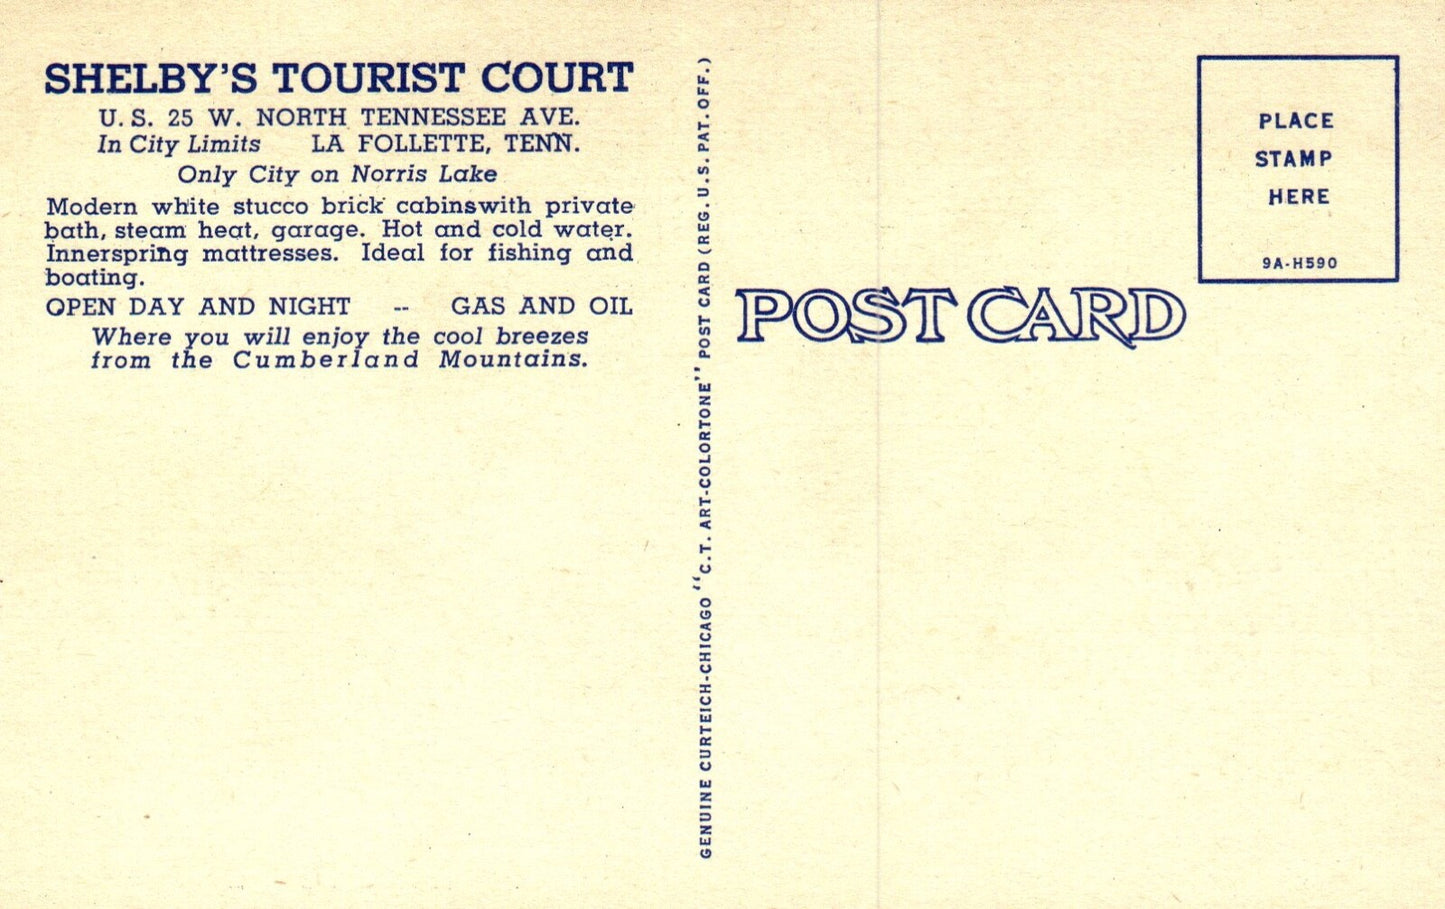 SHELBY'S TOURIST COURT
U. S. 25 W. NORTH TENNESSEE AVE.
In City Limits LA FOLLETTE, TENN.
Only City on Norris Lake
Modern white stucco brick cabinswith private
bath, steam heat, garage. Hot and cold water.
Innerspring mattresses. Ideal for fishing and
boating.
OPEN DAY AND NIGHT -- GAS AND OIL
Where you will enjoy the cool breezes
from the Cumberland Mountains.
GENUINE CURTEICH-CHICAGO "C.T. ART-COLORTONE" POST CARD (REG. U.S. PAT. OFF.)
POST CARD
PLACE
STAMP
HERE
9A-H590